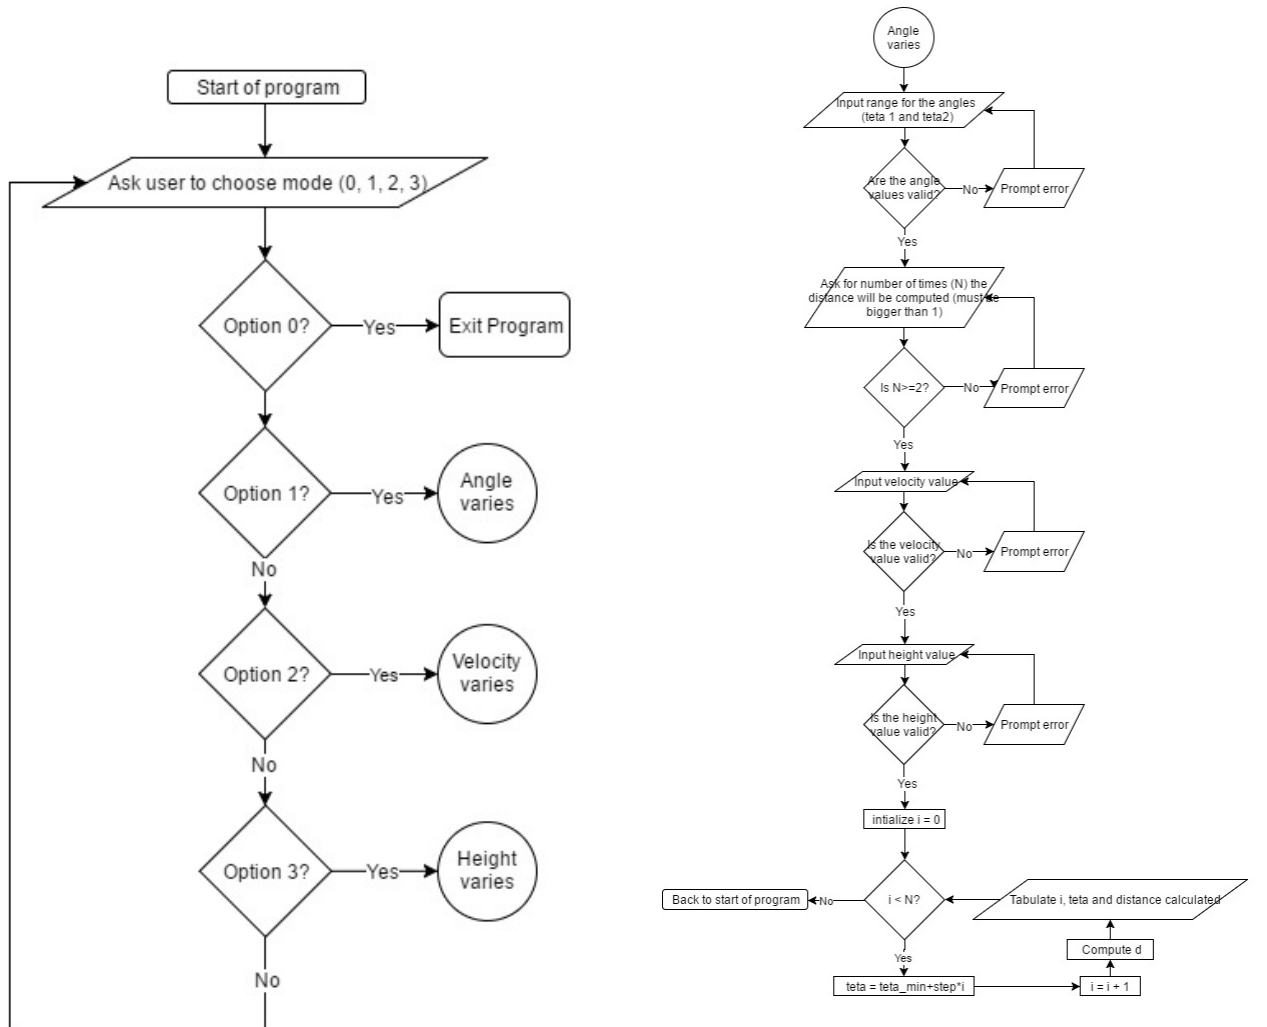 Start of program
Ask user to choose mode (0, 1, 2, 3)
Option 0?
Yes
Exit Program
Option 1?
Yes
Angle
varies
No
Option 2?
Yes
Velocity
varies
No
Option 3?
Yes
Height
varies
No
Angle
varies
Input range for the angles
(teta 1 and teta2)
Are the angle
values valid?
No
Prompt error
Yes
Ask for number of times (N) the
distance will be computed (must be
bigger than 1)
Is N>=2?
No
Prompt error
Yes
Input velocity value
Is the velocity
value valid?
No
Prompt error
Yes
Input height value
Is the height
value valid?
No
Prompt error
Yes
intialize i = 0
i < N?
No
Back to start of program
Yes
teta = teta_min+step*i
i = i + 1
Compute d
Tabulate i, teta and distance calculated